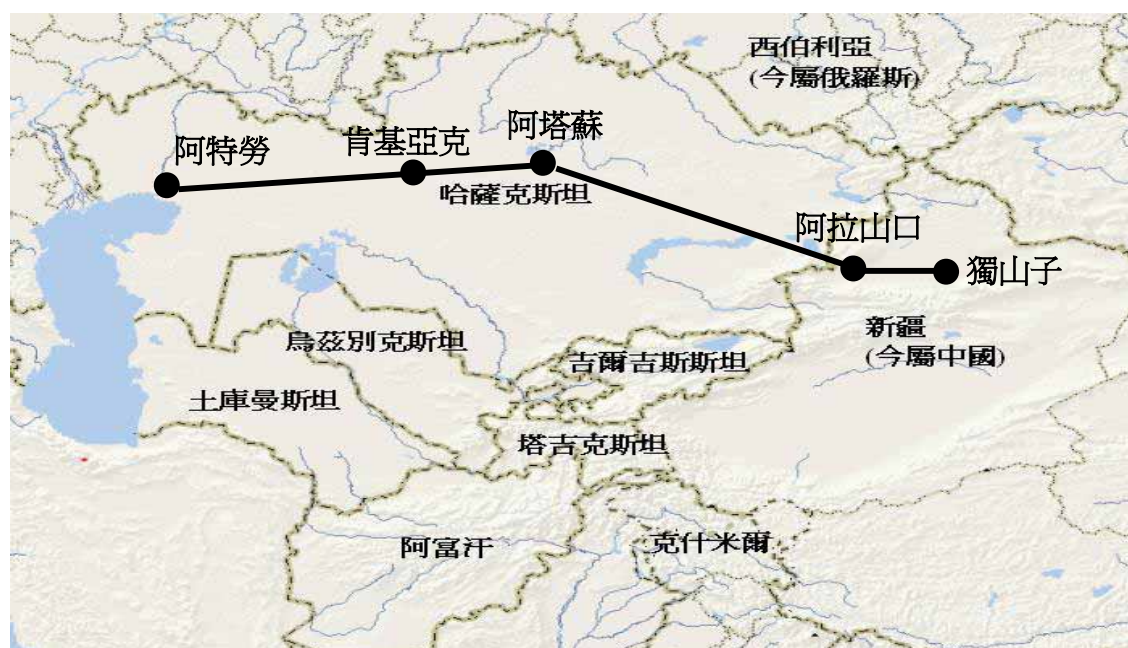 西伯利亞
(今屬俄羅斯)
阿塔蘇
肯基亞克
阿特勞
哈薩克斯坦
阿拉山口
獨山子
新疆
(今屬中國)
烏茲別克斯坦
吉爾吉斯斯坦
土庫曼斯坦
塔吉克斯坦
阿富汗
克什米爾